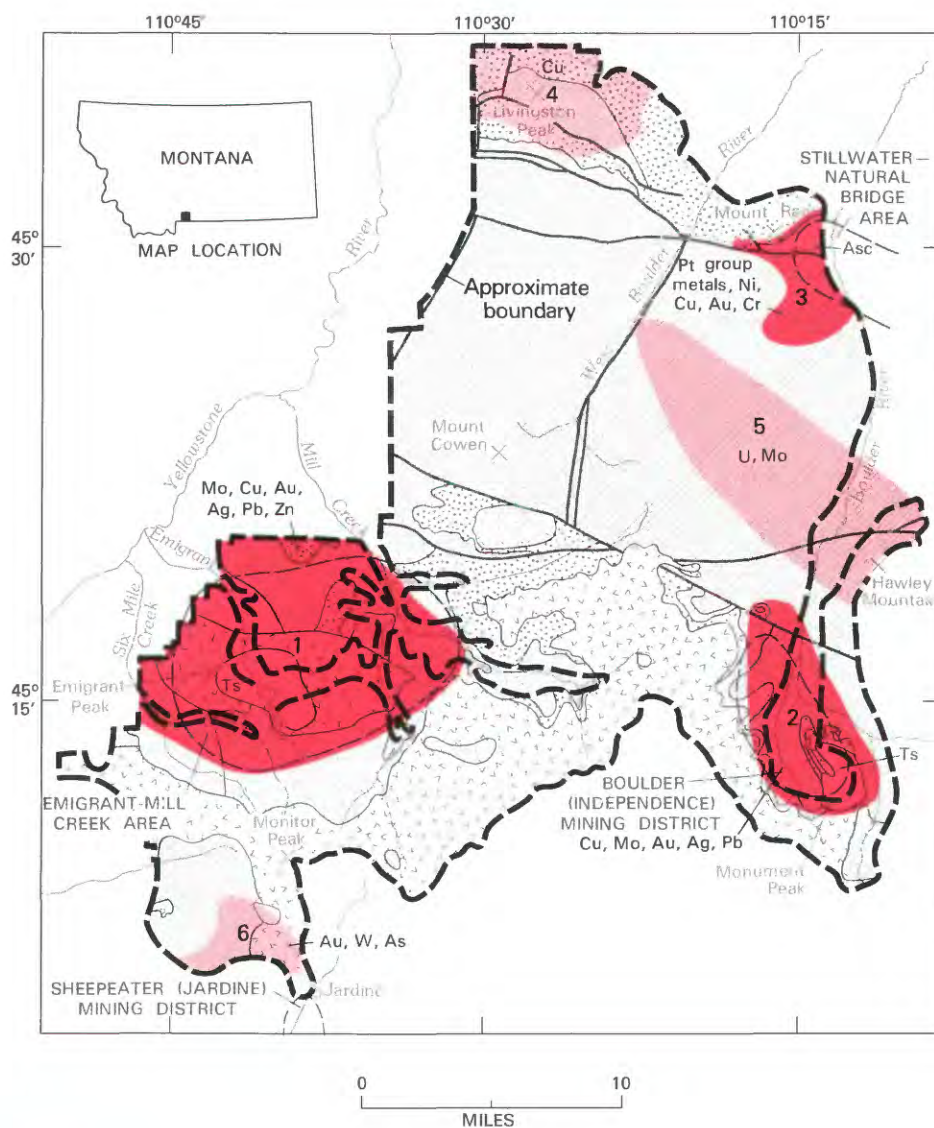 110°45′
110°30′
110°15′
MONTANA
MAP LOCATION
Cu
4
Livingston
Peak
River
STILLWATER—
NATURAL
BRIDGE
AREA
45°
30′
River
Boulder
Mount
Asc
Pt group
metals, Ni,
Cu, Au, Cr
3
Approximate
boundary
West
5
U, Mo
River
Boulder
Mount
Cowen
Yellowstone
Mill
Creek
Mo, Cu, Au,
Ag, Pb, Zn
Emigrant
Six Mile
Creek
Hawley
Mountain
1
Ts
45°
15′
Emigrant
Peak
2
Ts
EMIGRANT-MILL
CREEK AREA
Monitor
Peak
BOULDER
(INDEPENDENCE)
MINING DISTRICT
Cu, Mo, Au, Ag, Pb
Monument
Peak
6
Au, W, As
SHEEPEATER (JARDINE)
MINING DISTRICT
Jardine
0
10
MILES